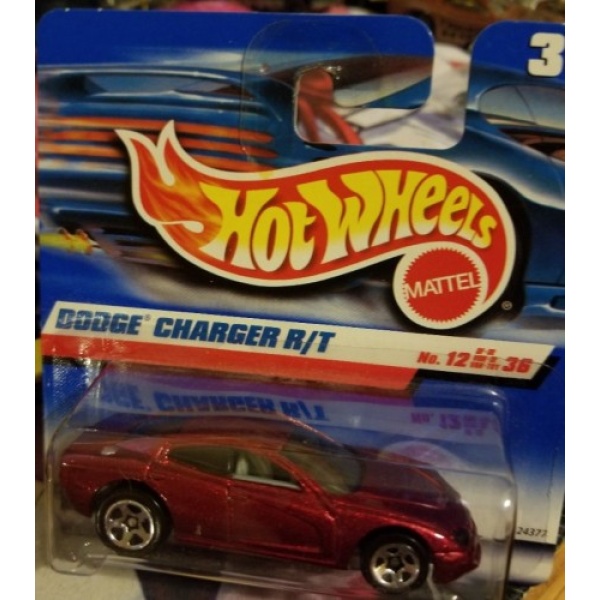 3
HOT WHEELS
®
MATTEL
DODGE® CHARGER R/T
No. 12 36